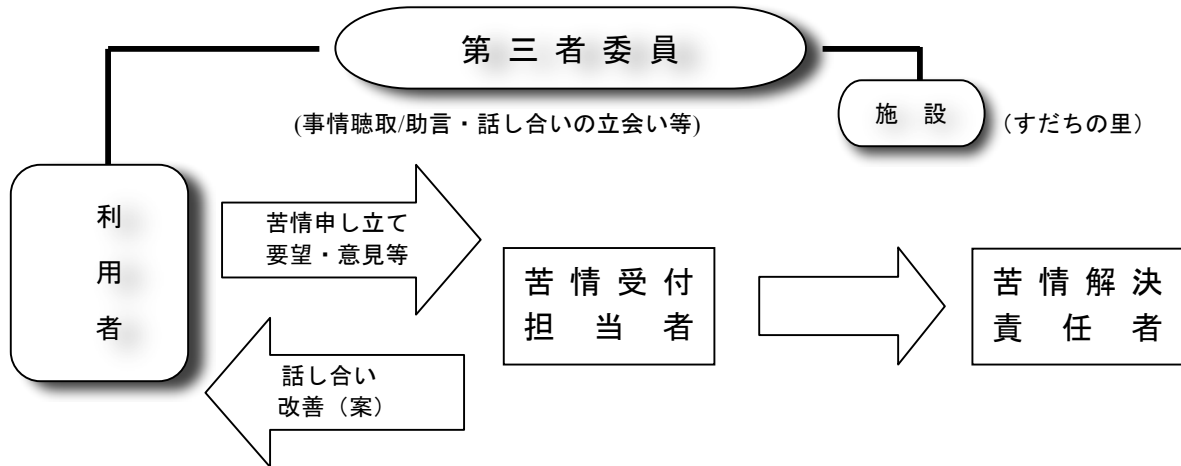 第三者委員
(事情聴取/助言・話し合いの立会い等)
施 設
(すだちの里)
利
用
者
苦情申し立て
要望・意見等
苦情受付
担当者
苦情解決
責任者
話し合い
改善（案）